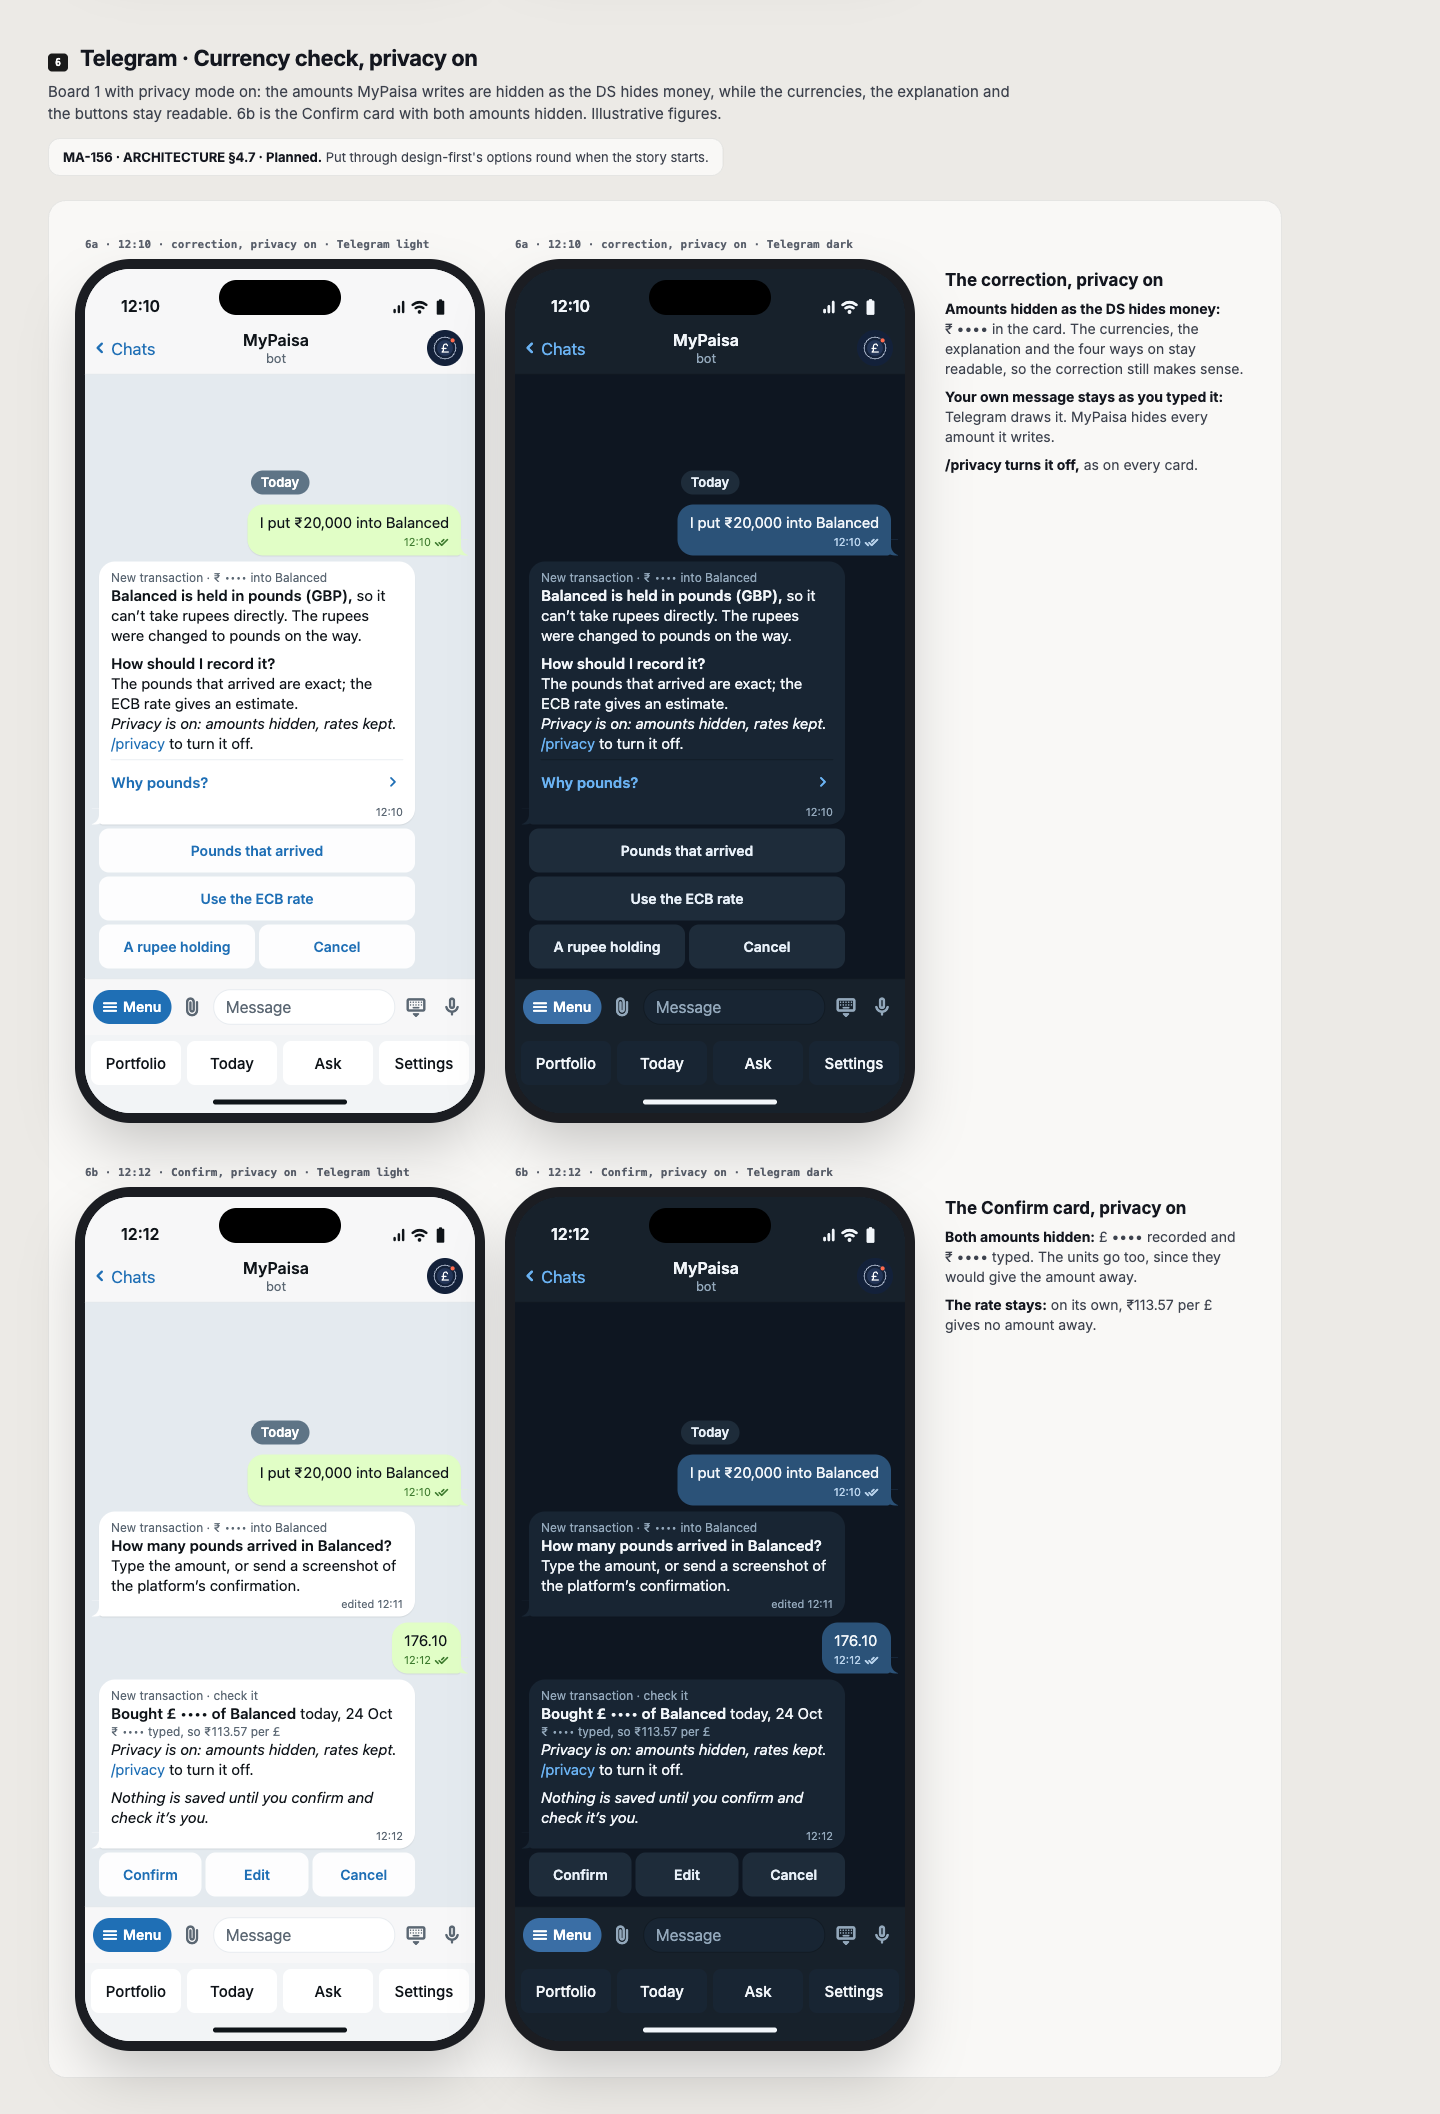 6 Telegram · Currency check, privacy on
Board 1 with privacy mode on: the amounts MyPaisa writes are hidden as the DS hides money, while the currencies, the explanation and
the buttons stay readable. 6b is the Confirm card with both amounts hidden. Illustrative figures.
MA-156 · ARCHITECTURE §4.7 · Planned. Put through design-first's options round when the story starts.
6a · 12:10 · correction, privacy on · Telegram light
12:10
Chats
MyPaisa
bot
£
Today
I put ₹20,000 into Balanced
12:10
New transaction · ₹ •••• into Balanced
Balanced is held in pounds (GBP), so it
can’t take rupees directly. The rupees
were changed to pounds on the way.
How should I record it?
The pounds that arrived are exact; the
ECB rate gives an estimate.
Privacy is on: amounts hidden, rates kept.
/privacy to turn it off.
Why pounds?
12:10
Pounds that arrived
Use the ECB rate
A rupee holding
Cancel
Menu
Message
Portfolio
Today
Ask
Settings
6a · 12:10 · correction, privacy on · Telegram dark
12:10
Chats
MyPaisa
bot
£
Today
I put ₹20,000 into Balanced
12:10
New transaction · ₹ •••• into Balanced
Balanced is held in pounds (GBP), so it
can’t take rupees directly. The rupees
were changed to pounds on the way.
How should I record it?
The pounds that arrived are exact; the
ECB rate gives an estimate.
Privacy is on: amounts hidden, rates kept.
/privacy to turn it off.
Why pounds?
12:10
Pounds that arrived
Use the ECB rate
A rupee holding
Cancel
Menu
Message
Portfolio
Today
Ask
Settings
The correction, privacy on
Amounts hidden as the DS hides money:
₹ •••• in the card. The currencies, the
explanation and the four ways on stay
readable, so the correction still makes sense.
Your own message stays as you typed it:
Telegram draws it. MyPaisa hides every
amount it writes.
/privacy turns it off, as on every card.
6b · 12:12 · Confirm, privacy on · Telegram light
12:12
Chats
MyPaisa
bot
£
Today
I put ₹20,000 into Balanced
12:10
New transaction · ₹ •••• into Balanced
How many pounds arrived in Balanced?
Type the amount, or send a screenshot of
the platform’s confirmation.
edited 12:11
176.10
12:12
New transaction · check it
Bought £ •••• of Balanced today, 24 Oct
₹ •••• typed, so ₹113.57 per £
Privacy is on: amounts hidden, rates kept.
/privacy to turn it off.
Nothing is saved until you confirm and
check it’s you.
12:12
Confirm
Edit
Cancel
Menu
Message
Portfolio
Today
Ask
Settings
6b · 12:12 · Confirm, privacy on · Telegram dark
12:12
Chats
MyPaisa
bot
£
Today
I put ₹20,000 into Balanced
12:10
New transaction · ₹ •••• into Balanced
How many pounds arrived in Balanced?
Type the amount, or send a screenshot of
the platform’s confirmation.
edited 12:11
176.10
12:12
New transaction · check it
Bought £ •••• of Balanced today, 24 Oct
₹ •••• typed, so ₹113.57 per £
Privacy is on: amounts hidden, rates kept.
/privacy to turn it off.
Nothing is saved until you confirm and
check it’s you.
12:12
Confirm
Edit
Cancel
Menu
Message
Portfolio
Today
Ask
Settings
The Confirm card, privacy on
Both amounts hidden: £ •••• recorded and
₹ •••• typed. The units go too, since they
would give the amount away.
The rate stays: on its own, ₹113.57 per £
gives no amount away.